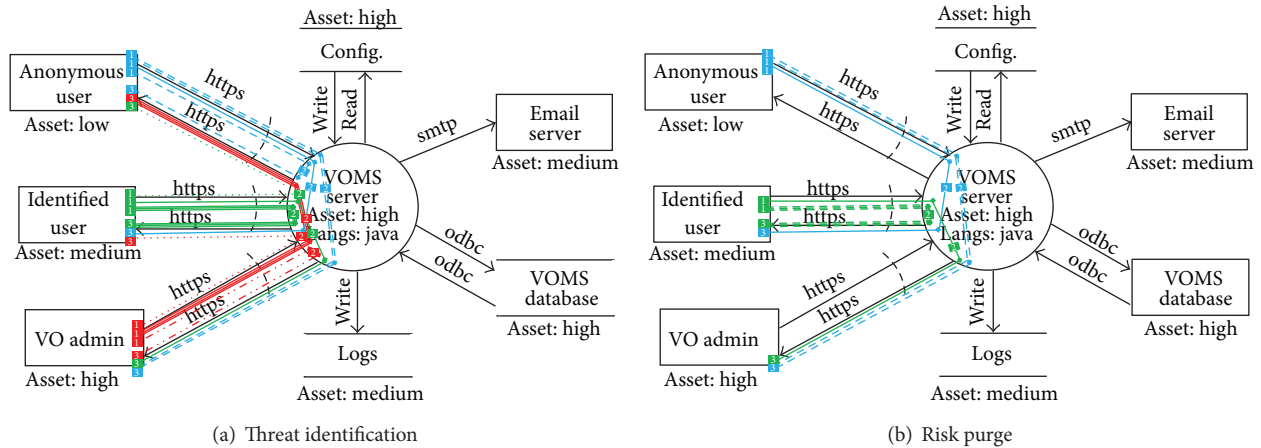 Asset: high
Config.
Anonymous
user
Asset: low
https
https
Write
Read
smtp
Email
server
Asset: medium
Identified
user
Asset: medium
https
https
VOMS
server
Asset: high
Langs: java
odbc
odbc
VOMS
database
Asset: high
VO admin
Asset: high
https
https
Write
Logs
Asset: medium
(a) Threat identification
Asset: high
Config.
Anonymous
user
Asset: low
https
https
Write
Read
smtp
Email
server
Asset: medium
Identified
user
Asset: medium
https
https
VOMS
server
Asset: high
Langs: java
odbc
odbc
VOMS
database
Asset: high
VO admin
Asset: high
https
https
Write
Logs
Asset: medium
(b) Risk purge